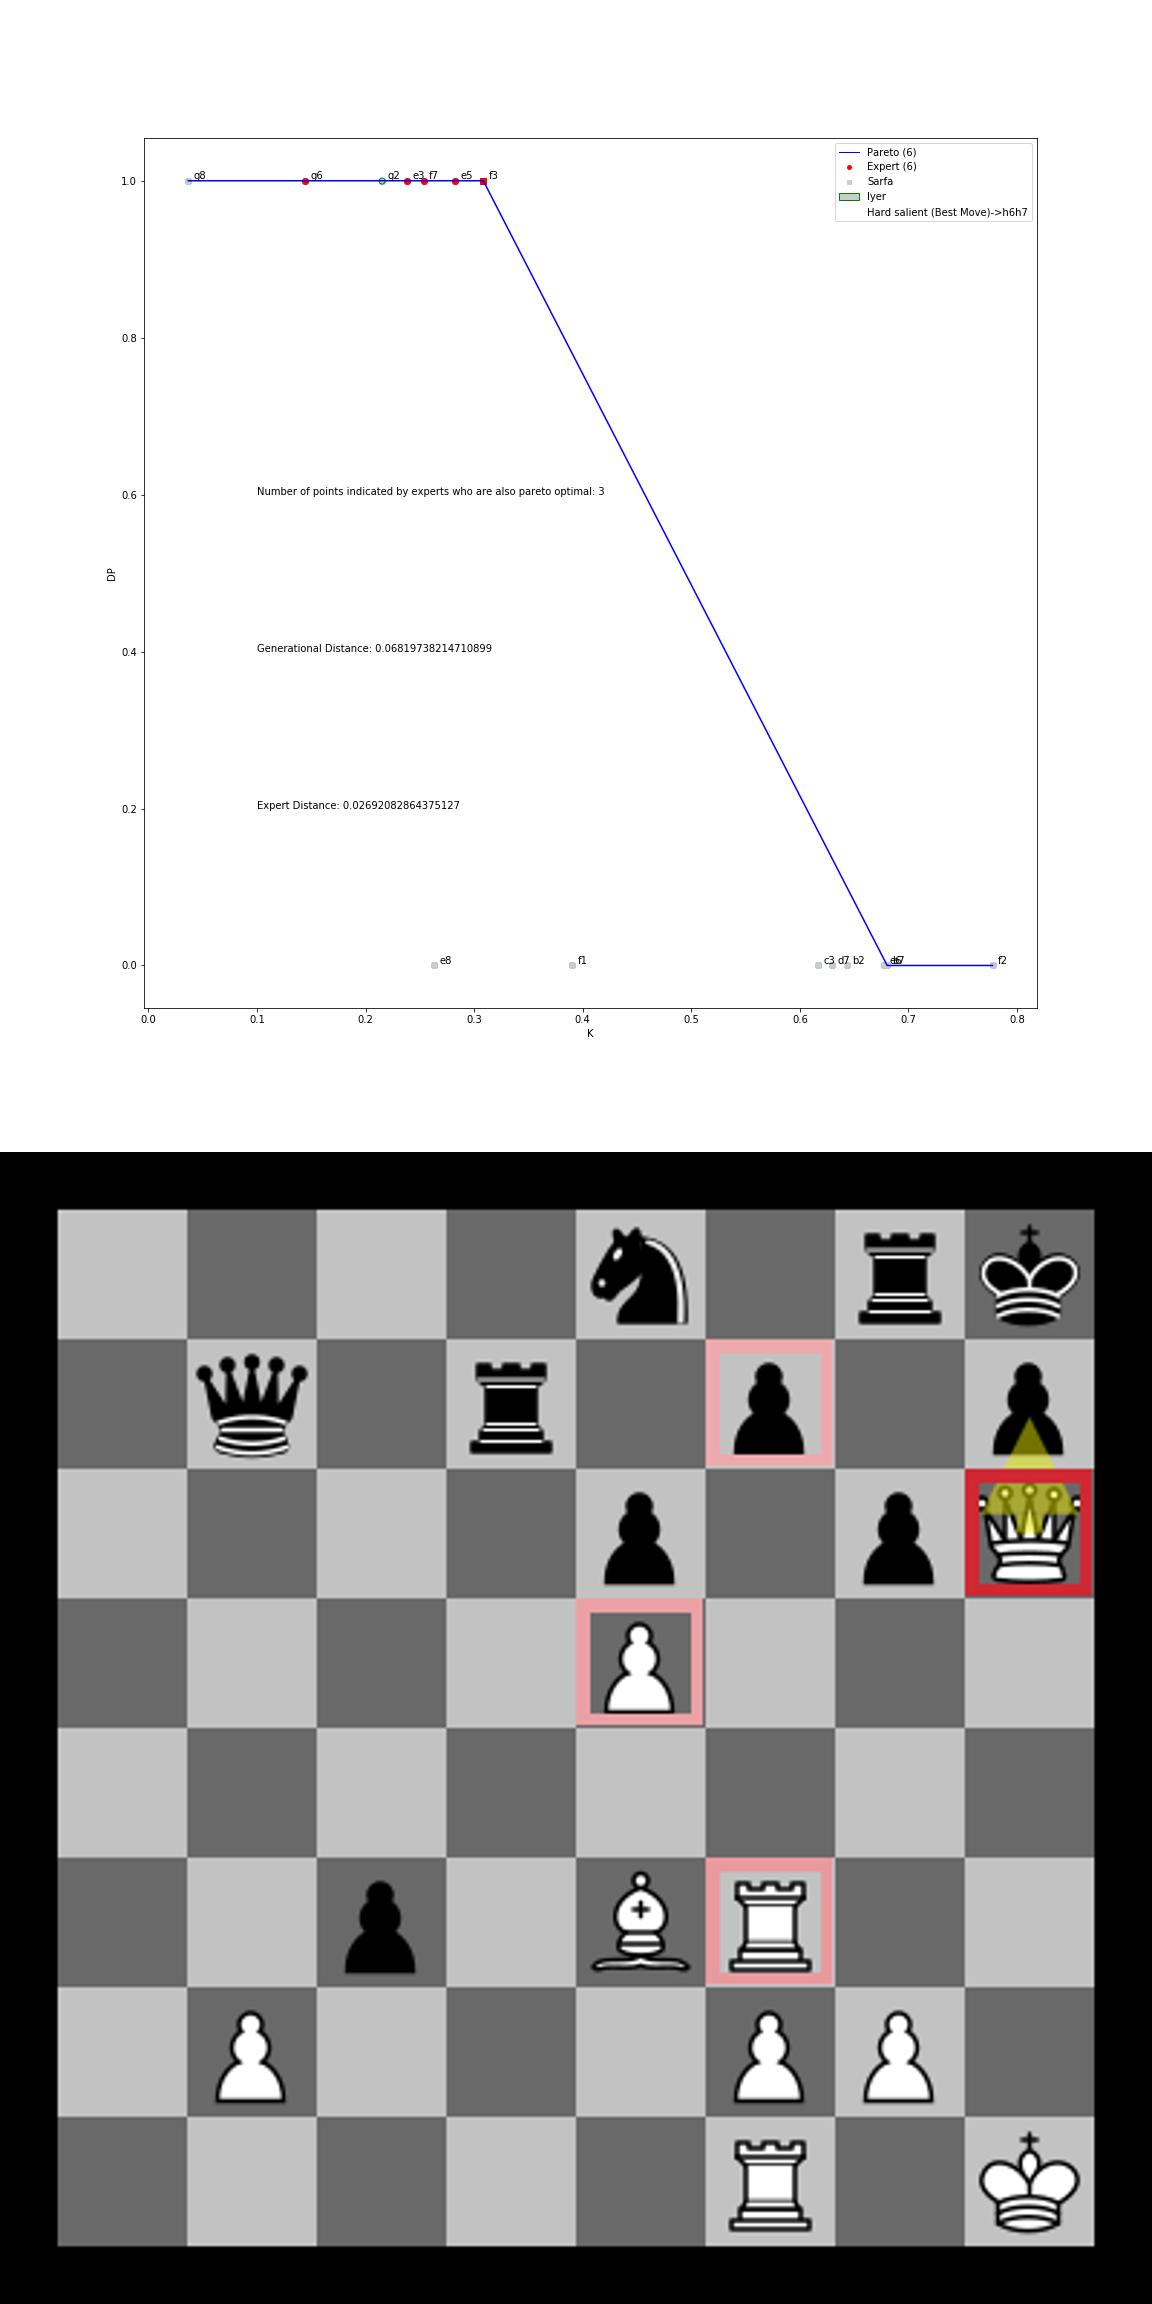 Pareto (6)
Expert (6)
Sarfa
Iyer
Hard salient (Best Move)->h6h7
g8 g6 g2 e3 f7 e5 f3
1.0
0.8
Number of points indicated by experts who are also pareto optimal: 3
0.6
DP
Generational Distance: 0.06819738214710899
0.4
Expert Distance: 0.02692082864375127
0.2
e8 f1 c3 d7 b2 f2
0.0
0.0 0.1 0.2 0.3 0.4 0.5 0.6 0.7 0.8
K